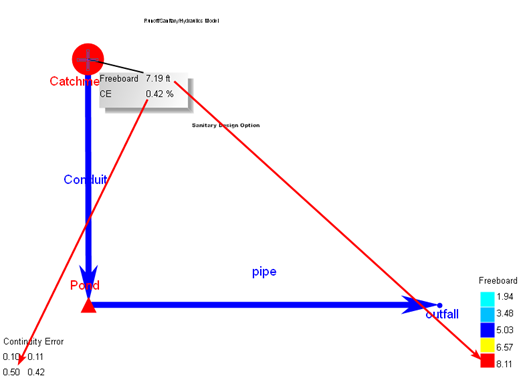 Runoff/Sanitary/Hydraulics Model
Catchme
Freeboard 7.19 ft
CE 0.42 %
Sanitary Design Option
Conduit
pipe
Pond
outfall
Freeboard
1.94
3.48
5.03
6.57
8.11
Continuity Error
0.10 0.11
0.50 0.42